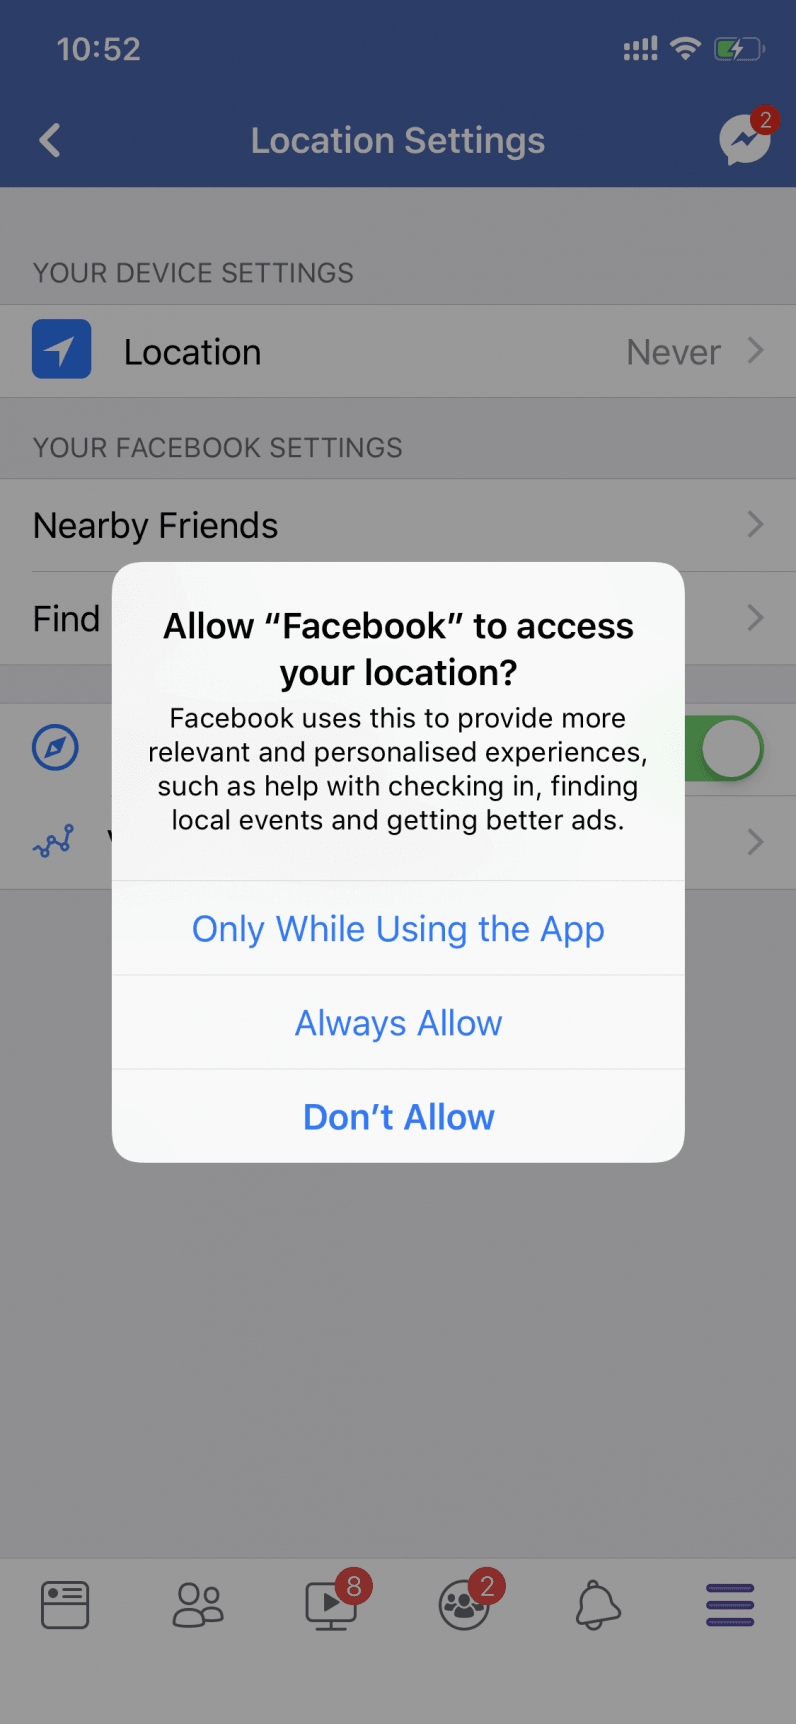 10:52
Location Settings
2
YOUR DEVICE SETTINGS
Location Never
YOUR FACEBOOK SETTINGS
Nearby Friends
Find
Allow “Facebook” to access
your location?
Facebook uses this to provide more
relevant and personalised experiences,
such as help with checking in, finding
local events and getting better ads.
Only While Using the App
Always Allow
Don’t Allow
8
2